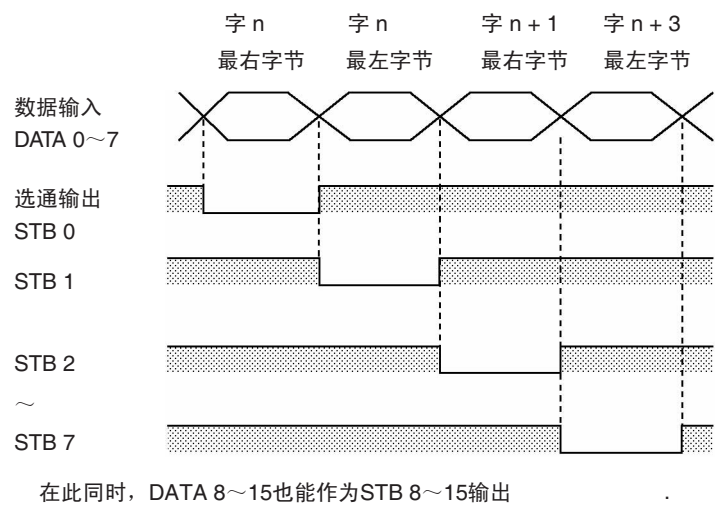 字 n 字 n 字 n + 1 字 n + 3
最右字节 最左字节 最右字节 最左字节
数据输入
DATA 0～7
选通输出
STB 0
STB 1
STB 2
～
STB 7
在此同时，DATA 8～15也能作为STB 8～15输出 .